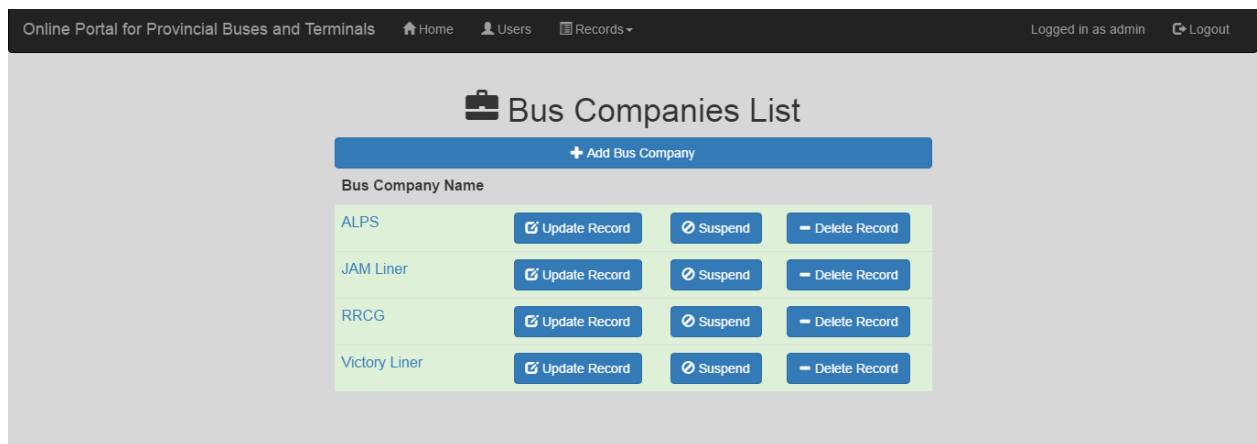 Online Portal for Provincial Buses and Terminals Home Users Records Logged in as admin Logout
Bus Companies List
Add Bus Company
Bus Company Name
ALPS Update Record Suspend Delete Record
JAM Liner Update Record Suspend Delete Record
RRCG Update Record Suspend Delete Record
Victory Liner Update Record Suspend Delete Record